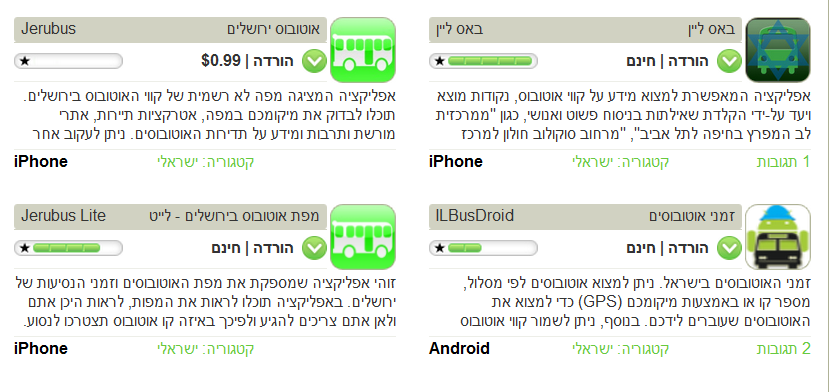 באס ליין באס ליין
הורדה | חינם
אפליקציה המאפשרת למצוא מידע על קווי אוטובוס, נקודות מוצא
ויעד על-ידי הקלדת שאילתות בניסוח פשוט ואנושי, כגון "ממרכזית
לב המפרץ בחיפה לתל אביב", "מרחוב סוקולוב חולון למרכז
1 תגובות קטגוריה: ישראלי iPhone
אוטובוס ירושלים Jerubus
הורדה | $0.99
אפליקציה המציגה מפה לא רשמית של קווי האוטובוס בירושלים.
תוכלו לבדוק את מיקומכם במפה, אטרקציות תיירות, אתרי
מורשת ותרבות ומידע על תדירות האוטובוסים. ניתן לעקוב אחר
קטגוריה: ישראלי iPhone
זמני אוטובוסים ILBusDroid
הורדה | חינם
זמני האוטובוסים בישראל. ניתן למצוא אוטובוסים לפי מסלול,
מספר קו או באמצעות מיקומכם (GPS) כדי למצוא את
האוטובוסים שעוברים לידכם. בנוסף, ניתן לשמור קווי אוטובוס
2 תגובות קטגוריה: ישראלי Android
מפת אוטובוס בירושלים - לייט Jerubus Lite
הורדה | חינם
זוהי אפליקציה שמספקת את מפת האוטובוסים וזמני הנסיעות של
ירושלים. באפליקציה תוכלו לראות את המפות, לראות היכן אתם
ולאן אתם צריכים להגיע ולפיכך באיזה קו אוטובוס תצטרכו לנסוע.
קטגוריה: ישראלי iPhone